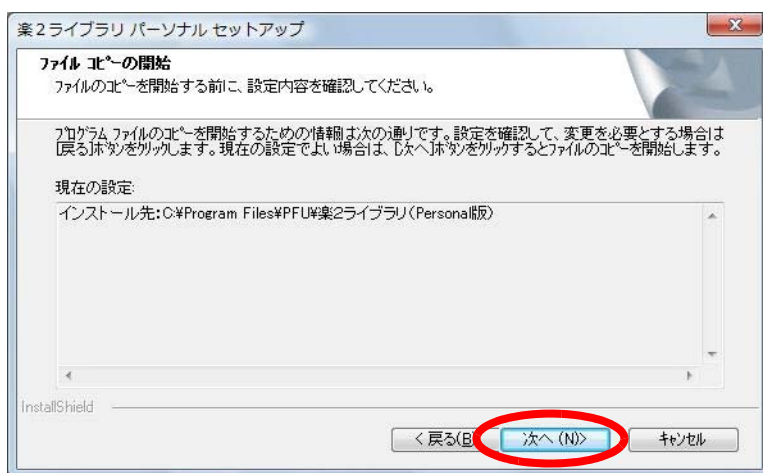 楽2ライブラリ パーソナル セットアップ
ファイル コピーの開始
ファイルのコピーを開始する前に、設定内容を確認してください。
プログラム ファイルのコピーを開始するための情報は次の通りです。設定を確認して、変更を必要とする場合は
[戻る]ボタンをクリックします。現在の設定でよい場合は、[次へ]ボタンをクリックするとファイルのコピーを開始します。
現在の設定:
インストール先:C:¥Program Files¥PFU¥楽2ライブラリ(Personal版)
InstallShield
< 戻る(B)
次へ (N)>
キャンセル